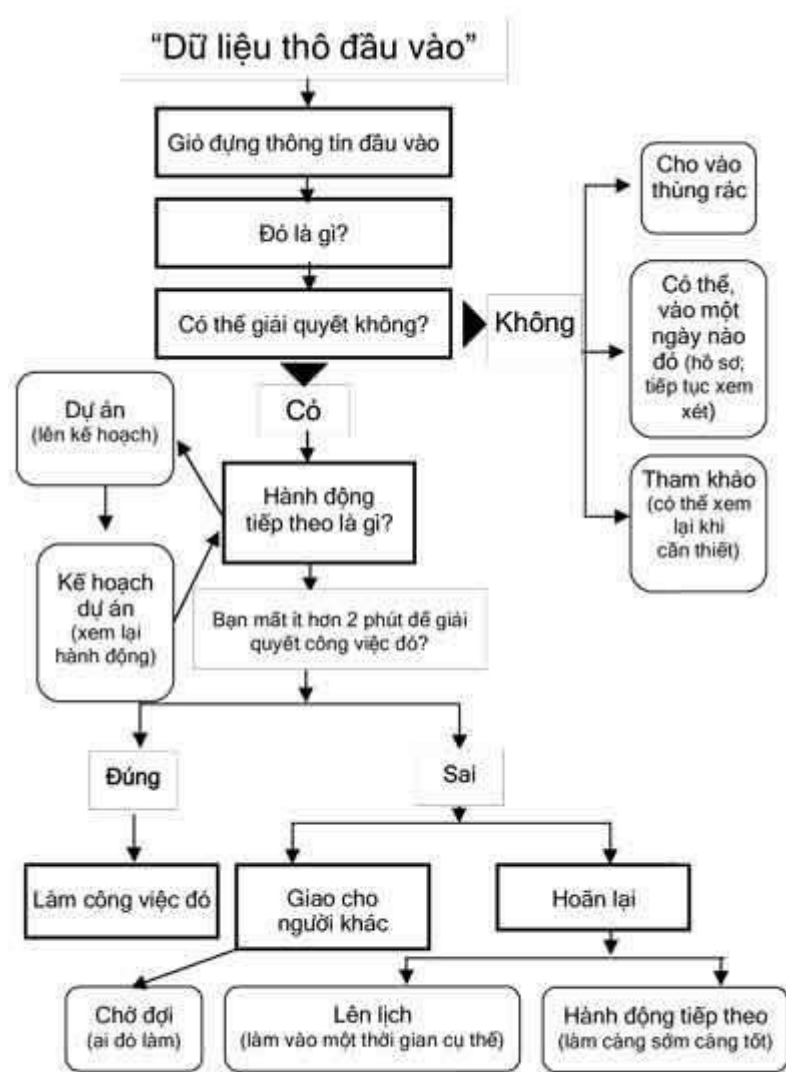 “Dữ liệu thô đầu vào”
Giỏ đựng thông tin đầu vào
Đó là gì?
Có thể giải quyết không?
Không
Cho vào
thùng rác
Có thể,
vào một
ngày nào
đó (hồ sơ;
tiếp tục xem
xét)
Tham khảo
(có thể xem
lại khi
cần thiết)
Có
Dự án
(lên kế hoạch)
Hành động
tiếp theo là gì?
Kế hoạch
dự án
(xem lại
hành động)
Bạn mất ít hơn 2 phút để giải
quyết công việc đó?
Đúng
Sai
Làm công việc đó
Giao cho
người khác
Hoãn lại
Chờ đợi
(ai đó làm)
Lên lịch
(làm vào một thời gian cụ thể)
Hành động tiếp theo
(làm càng sớm càng tốt)